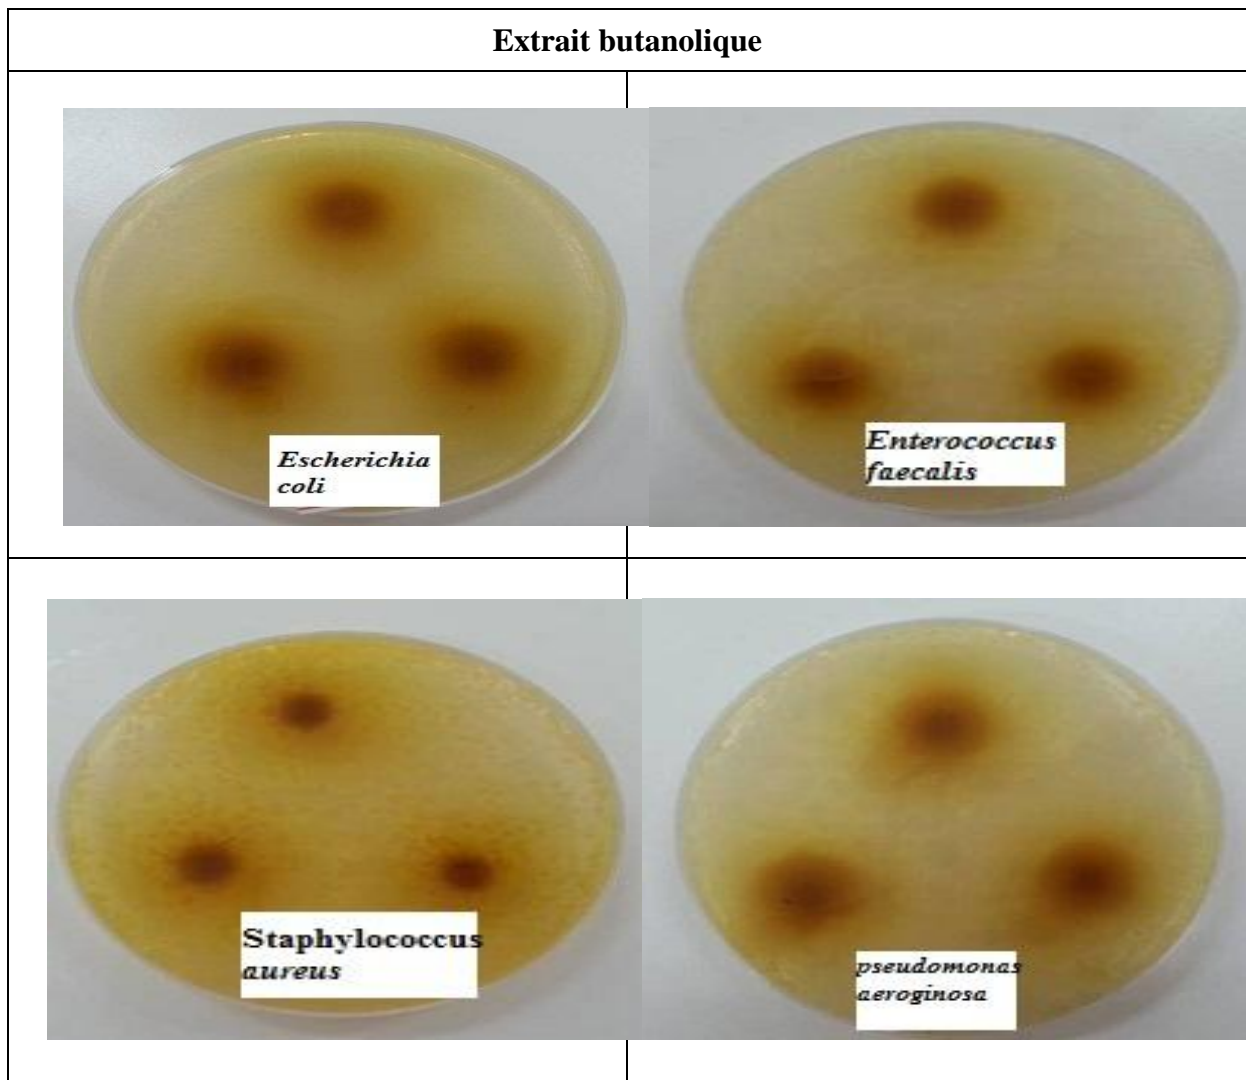 Extrait butanolique
Escherichia
coli
Enterococcus
faecalis
Staphylococcus
aureus
pseudomonas
aeroginosa